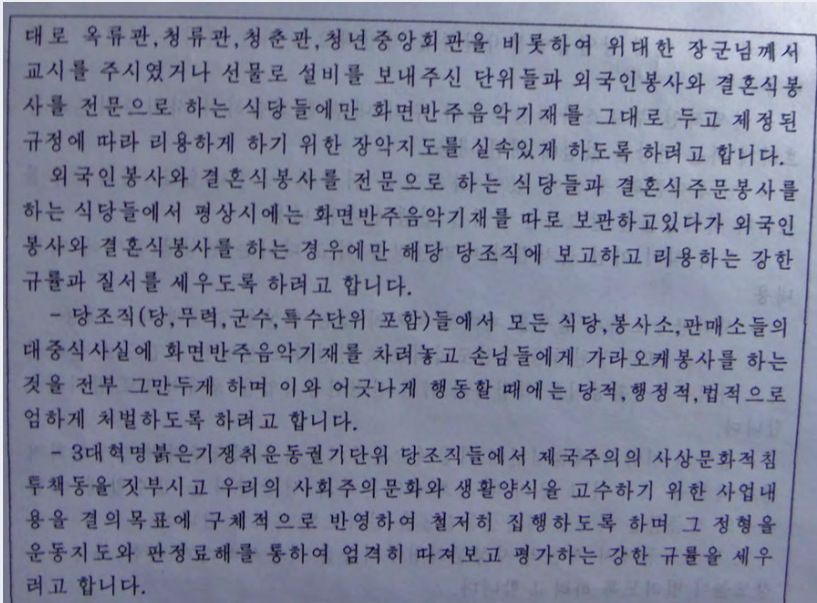 대로 옥류관,청류관,청춘관,청년중앙회관을 비롯하여 위대한 장군님께서
교시를 주시였거나 선물로 설비를 보내주신 단위들과 외국인봉사와 결혼식봉
사를 전문으로 하는 식당들에만 화면반주음악기재를 그대로 두고 제정된
규정에 따라 리용하게 하기 위한 장악지도를 실속있게 하도록 하려고 합니다.
외국인봉사와 결혼식봉사를 전문으로 하는 식당들과 결혼식주문봉사를
하는 식당들에서 평상시에는 화면반주음악기재를 따로 보관하고있다가 외국인
봉사와 결혼식봉사를 하는 경우에만 해당 당조직에 보고하고 리용하는 강한
규률과 질서를 세우도록 하려고 합니다.
- 당조직(당,무력,군수,특수단위 포함)들에서 모든 식당,봉사소,판매소들의
대중식사실에 화면반주음악기재를 차려놓고 손님들에게 가라오케봉사를 하는
짓을 전부 그만두게 하며 이와 어긋나게 행동할 때에는 당적,행정적,법적으로
엄하게 처벌하도록 하려고 합니다.
- 3대혁명붉은기쟁취운동궐기단위 당조직들에서 제국주의의 사상문화적침
투책동을 짓부시고 우리의 사회주의문화와 생활양식을 고수하기 위한 사업내
용을 결의목표에 구체적으로 반영하여 철저히 집행하도록 하며 그 정형을
운동지도와 판정료해를 통하여 엄격히 따져보고 평가하는 강한 규률을 세우
려고 합니다.